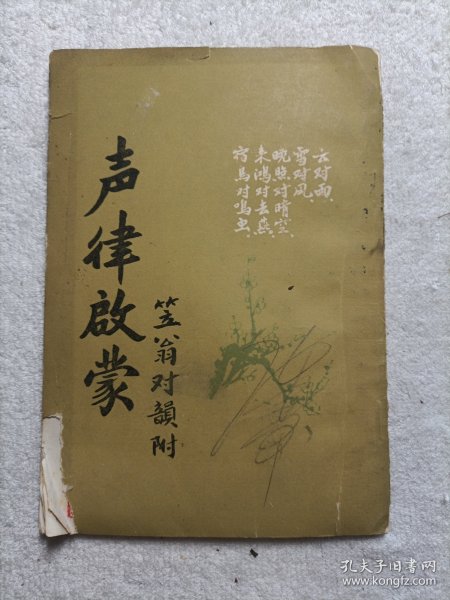 声律啟蒙
笠翁对韻附
云对雨、
雪对风、
晚照对晴空、
来鸿对去燕、
宿鸟对鸣虫、
孔夫子旧书网
www.kongfz.com